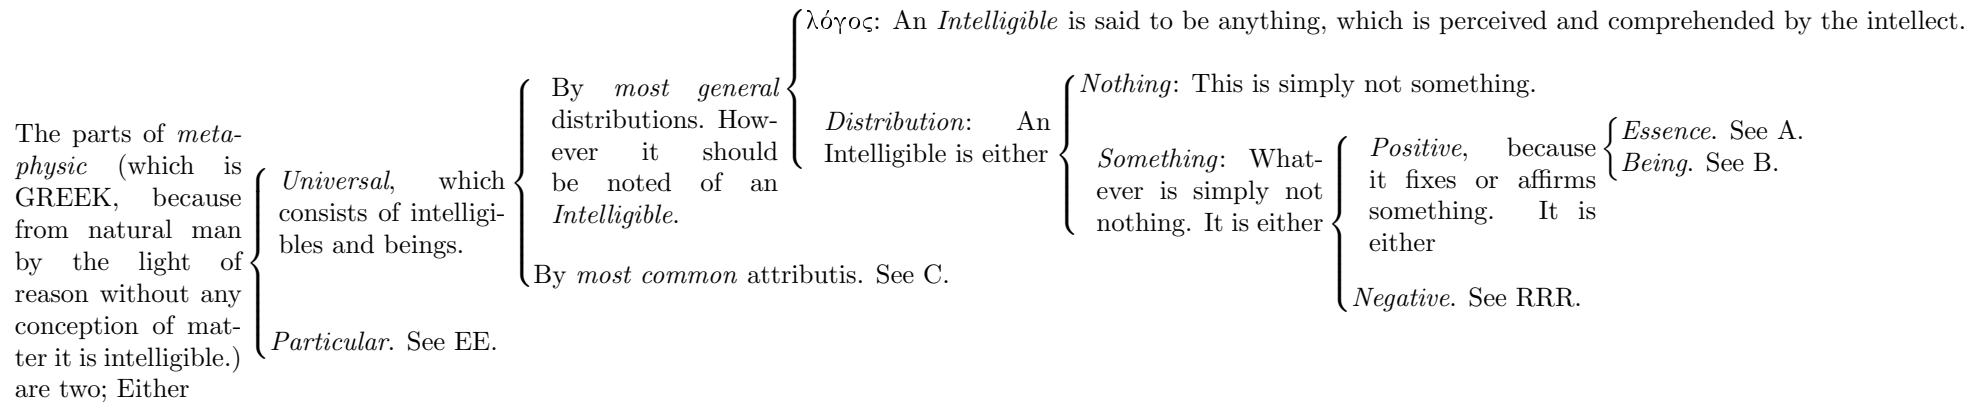 The parts of meta-
physic (which is
GREEK, because
from natural man
by the light of
reason without any
conception of mat-
ter it is intelligible.)
are two; Either
Universal, which
consists of intelligi-
bles and beings.
By most general
distributions. How-
ever it should
be noted of an
Intelligible.
λόγος: An Intelligible is said to be anything, which is perceived and comprehended by the intellect.
Distribution: An
Intelligible is either
Nothing: This is simply not something.
Something: What-
ever is simply not
nothing. It is either
Positive, because
it fixes or affirms
something. It is
either
Essence. See A.
Being. See B.
Negative. See RRR.
By most common attributis. See C.
Particular. See EE.